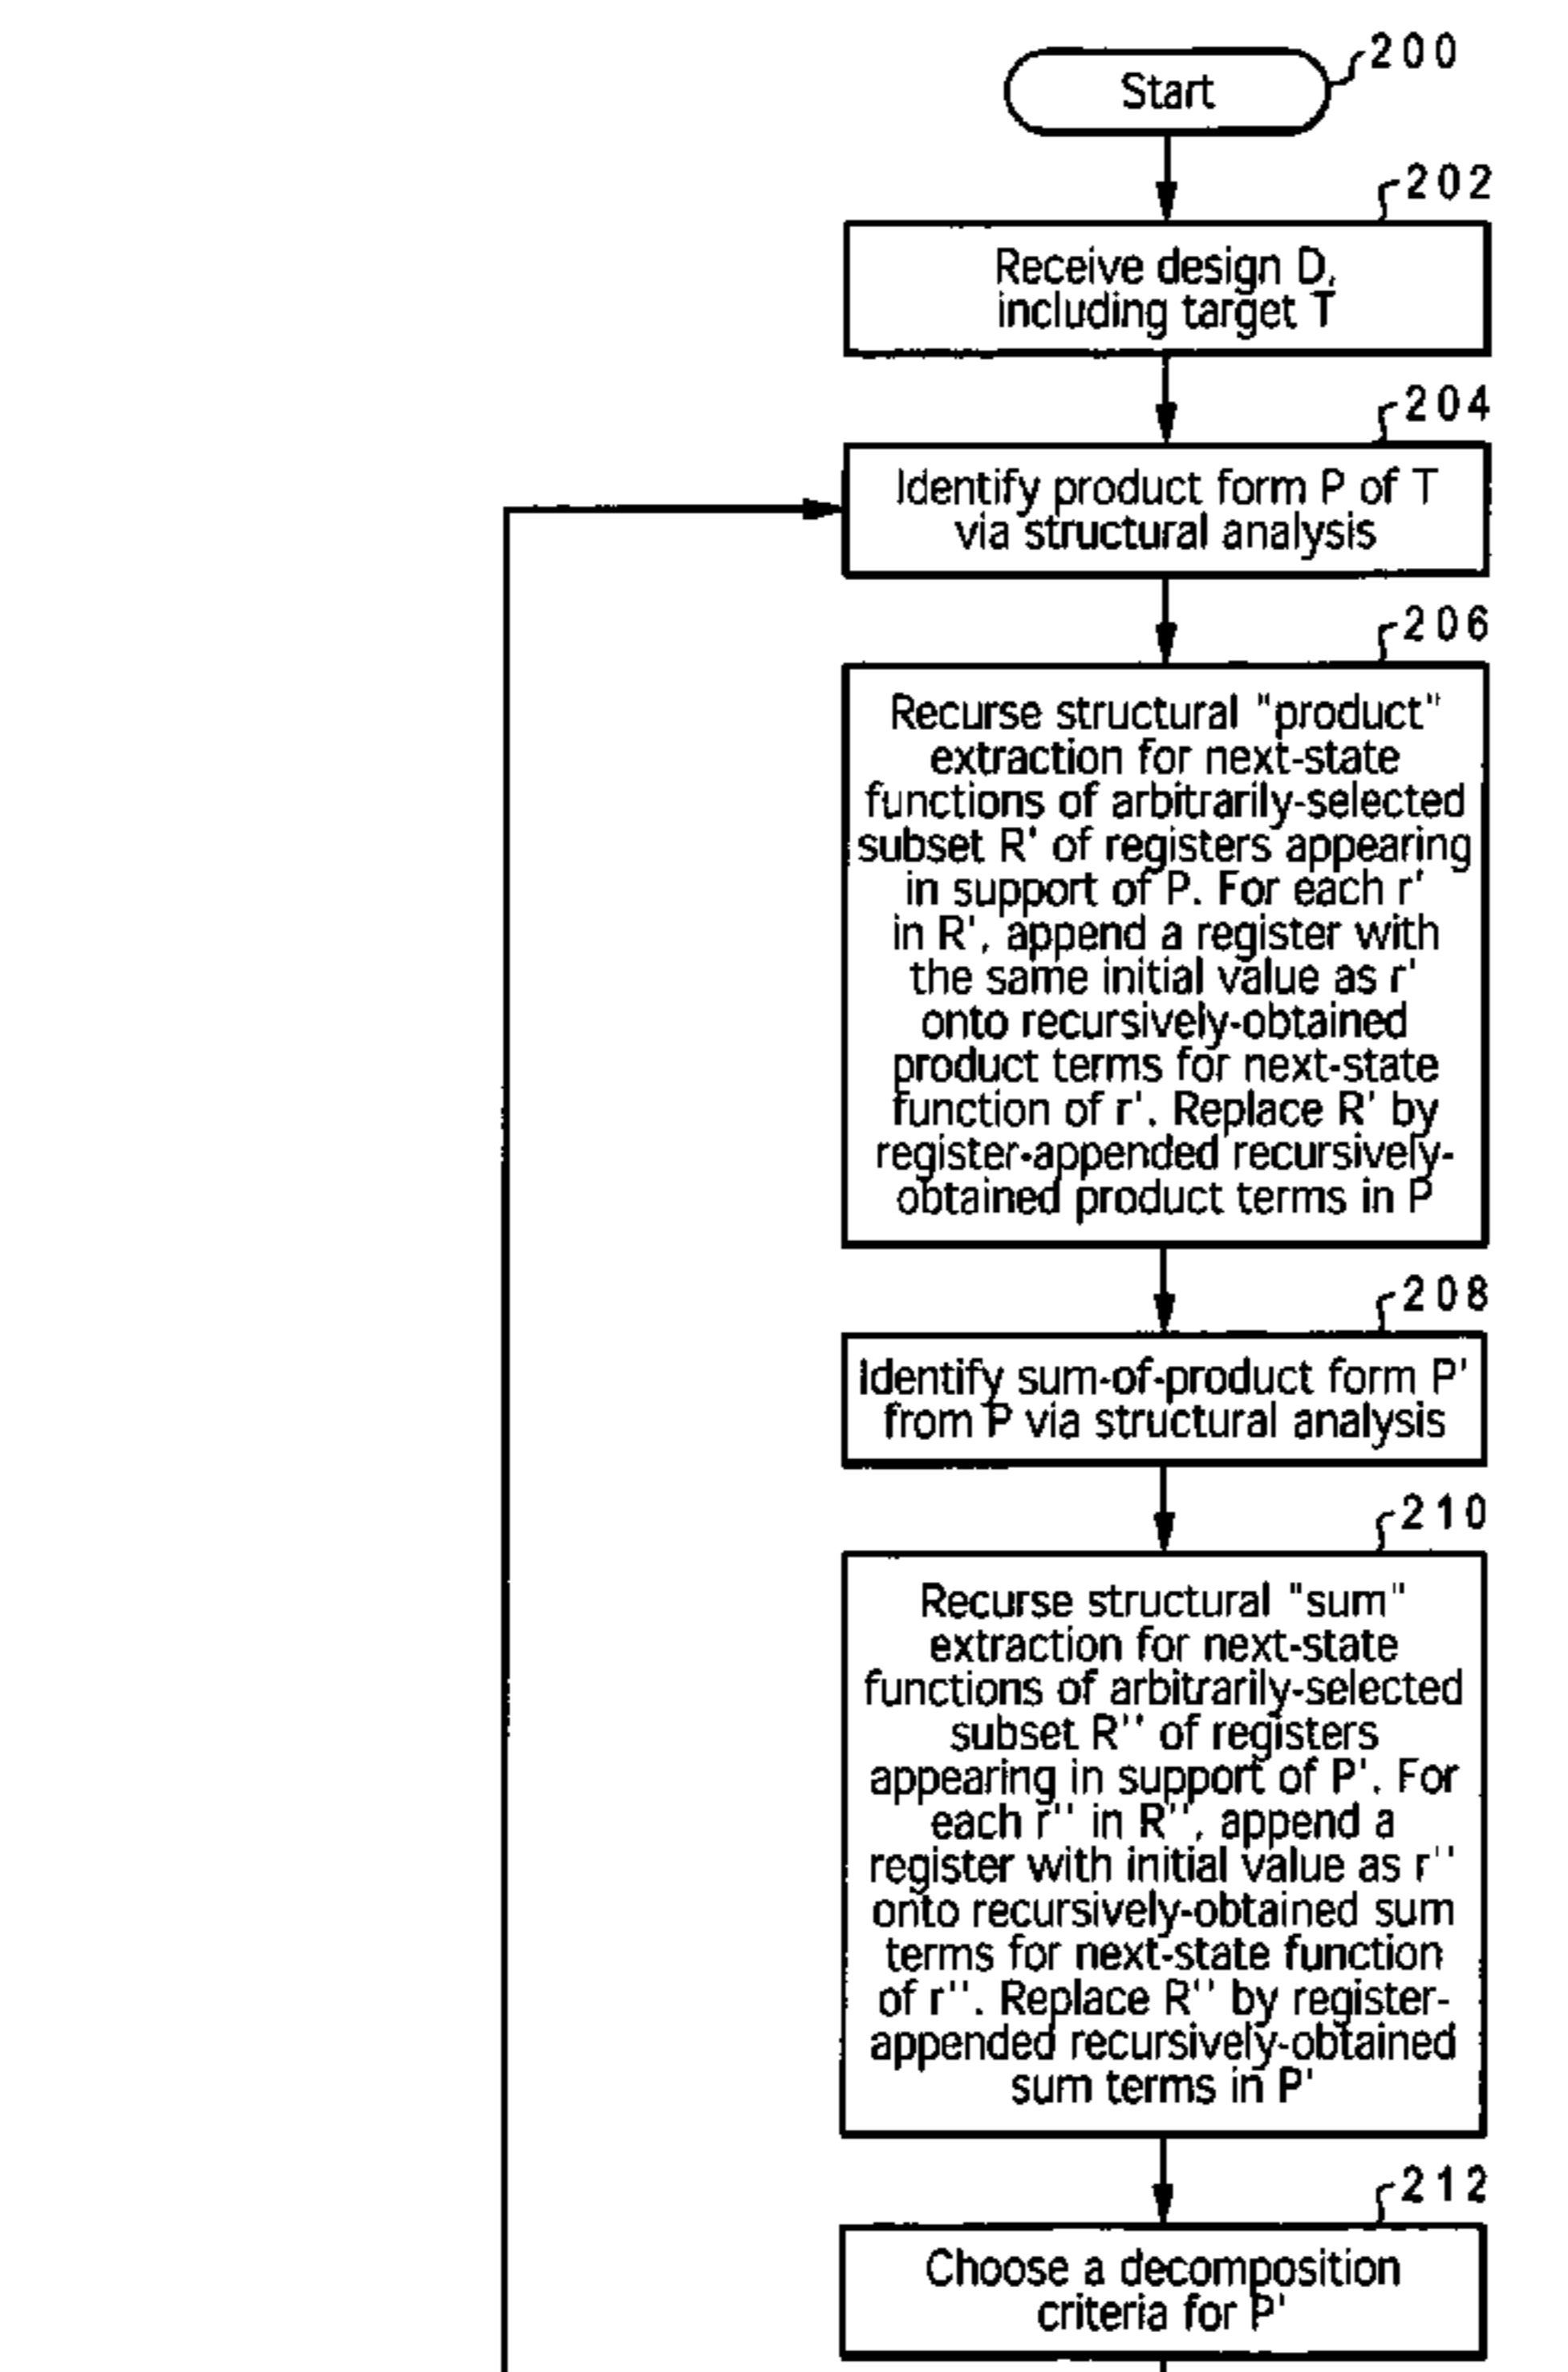 200
Start
202
Receive design D,
including target T
204
Identify product form P of T
via structural analysis
206
Recurse structural "product"
extraction for next-state
functions of arbitrarily-selected
subset R' of registers appearing
in support of P. For each r'
in R', append a register with
the same initial value as r'
onto recursively-obtained
product terms for next-state
function of r'. Replace R' by
register-appended recursively-
obtained product terms in P
208
Identify sum-of-product form P'
from P via structural analysis
210
Recurse structural "sum"
extraction for next-state
functions of arbitrarily-selected
subset R'' of registers
appearing in support of P'. For
each r'' in R'', append a
register with initial value as r''
onto recursively-obtained sum
terms for next-state function
of r''. Replace R'' by register-
appended recursively-obtained
sum terms in P'
212
Choose a decomposition
criteria for P'